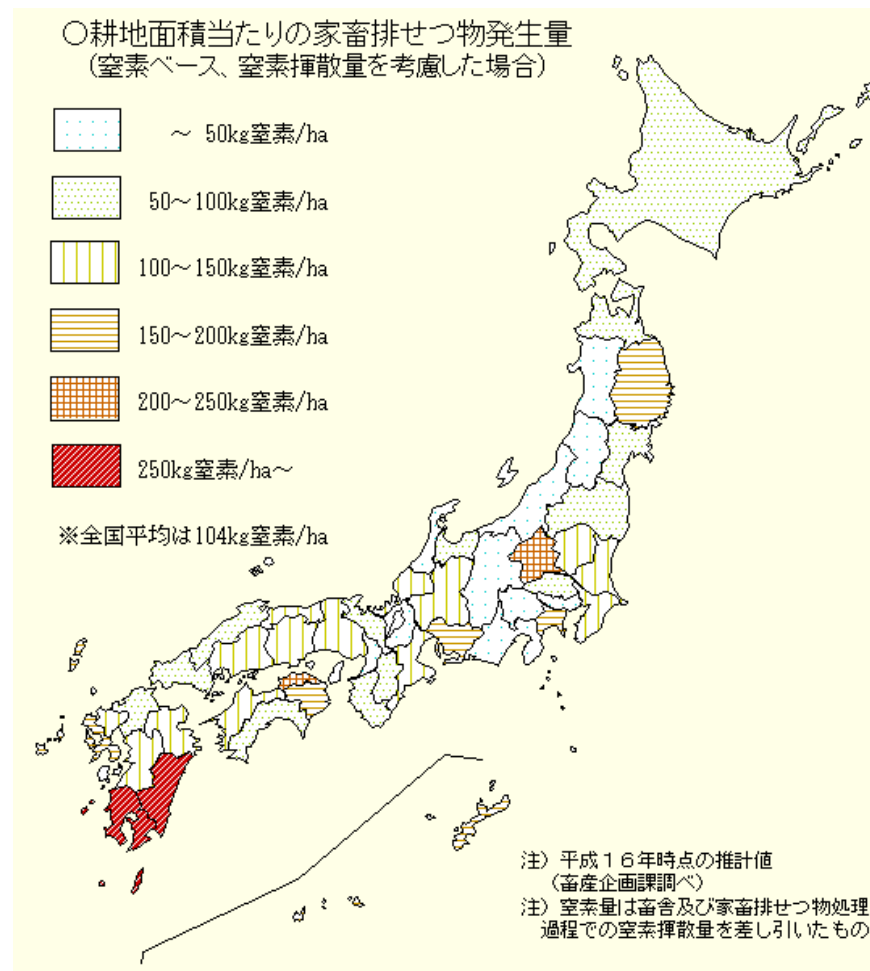 ○耕地面積当たりの家畜排せつ物発生量
(窒素ベース、窒素揮散量を考慮した場合)
～ 50kg窒素/ha
50～100kg窒素/ha
100～150kg窒素/ha
150～200kg窒素/ha
200～250kg窒素/ha
250kg窒素/ha～
※全国平均は104kg窒素/ha
注）平成１６年時点の推計値
（畜産企画課調べ）
注）窒素量は畜舎及び家畜排せつ物処理
過程での窒素揮散量を差し引いたもの